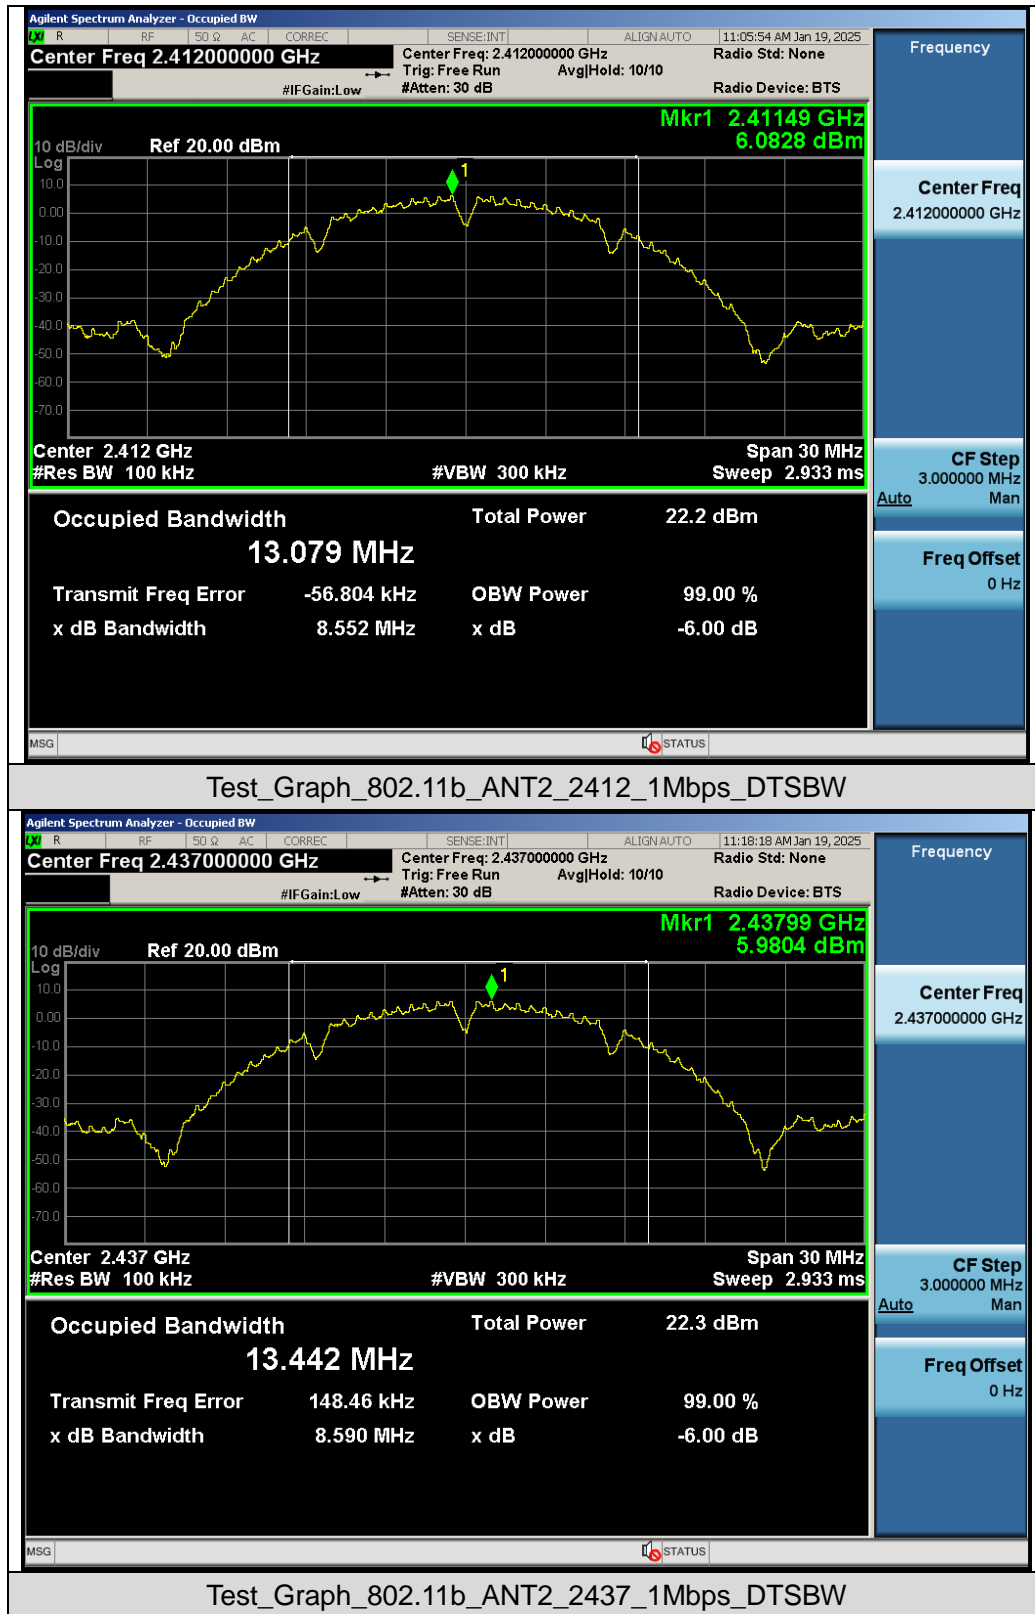 Agilent Spectrum Analyzer - Occupied BW
LXI R RF 50 Ω AC CORREC SENSE:INT ALIGN AUTO 11:05:54 AM Jan 19, 2025
Center Freq 2.412000000 GHz
Center Freq: 2.412000000 GHz Radio Std: None
Trig: Free Run Avg|Hold: 10/10
#IFGain:Low #Atten: 30 dB Radio Device: BTS
Frequency
Mkr1 2.41149 GHz
6.0828 dBm
10 dB/div Ref 20.00 dBm
Log
1
10.0
0.00
-10.0
-20.0
-30.0
-40.0
-50.0
-60.0
-70.0
Center 2.412 GHz Span 30 MHz
#Res BW 100 kHz #VBW 300 kHz Sweep 2.933 ms
Center Freq
2.412000000 GHz
CF Step
3.000000 MHz
Auto Man
Freq Offset
0 Hz
Occupied Bandwidth Total Power 22.2 dBm
13.079 MHz
Transmit Freq Error -56.804 kHz OBW Power 99.00 %
x dB Bandwidth 8.552 MHz x dB -6.00 dB
MSG STATUS
Test_Graph_802.11b_ANT2_2412_1Mbps_DTSBW
Agilent Spectrum Analyzer - Occupied BW
LXI R RF 50 Ω AC CORREC SENSE:INT ALIGN AUTO 11:18:18 AM Jan 19, 2025
Center Freq 2.437000000 GHz
Center Freq: 2.437000000 GHz Radio Std: None
Trig: Free Run Avg|Hold: 10/10
#IFGain:Low #Atten: 30 dB Radio Device: BTS
Frequency
Mkr1 2.43799 GHz
5.9804 dBm
10 dB/div Ref 20.00 dBm
Log
1
10.0
0.00
-10.0
-20.0
-30.0
-40.0
-50.0
-60.0
-70.0
Center 2.437 GHz Span 30 MHz
#Res BW 100 kHz #VBW 300 kHz Sweep 2.933 ms
Center Freq
2.437000000 GHz
CF Step
3.000000 MHz
Auto Man
Freq Offset
0 Hz
Occupied Bandwidth Total Power 22.3 dBm
13.442 MHz
Transmit Freq Error 148.46 kHz OBW Power 99.00 %
x dB Bandwidth 8.590 MHz x dB -6.00 dB
MSG STATUS
Test_Graph_802.11b_ANT2_2437_1Mbps_DTSBW